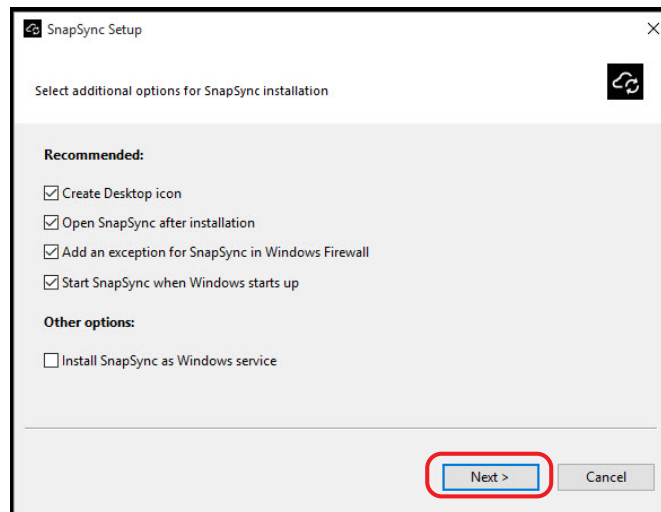 SnapSync Setup
Select additional options for SnapSync installation
Recommended:
Create Desktop icon
Open SnapSync after installation
Add an exception for SnapSync in Windows Firewall
Start SnapSync when Windows starts up
Other options:
Install SnapSync as Windows service
Next >
Cancel